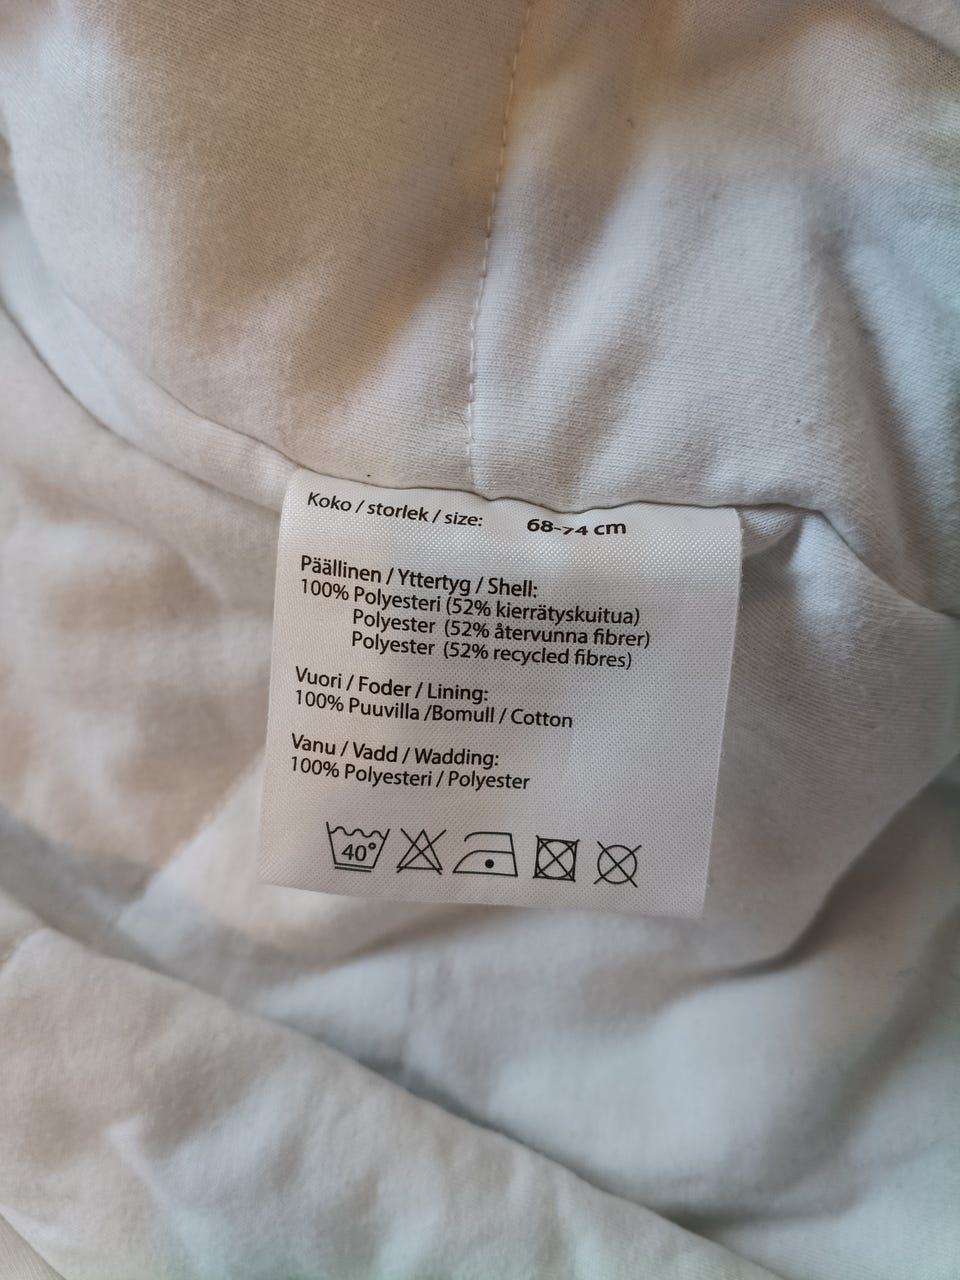 Koko / storlek / size: 68-74 cm
Päällinen / Yttertyg / Shell:
100% Polyesteri (52% kierrätyskuitua)
Polyester (52% återvunna fibrer)
Polyester (52% recycled fibres)
Vuori / Foder / Lining:
100% Puuvilla /Bomull / Cotton
Vanu / Vadd / Wadding:
100% Polyesteri / Polyester
40°